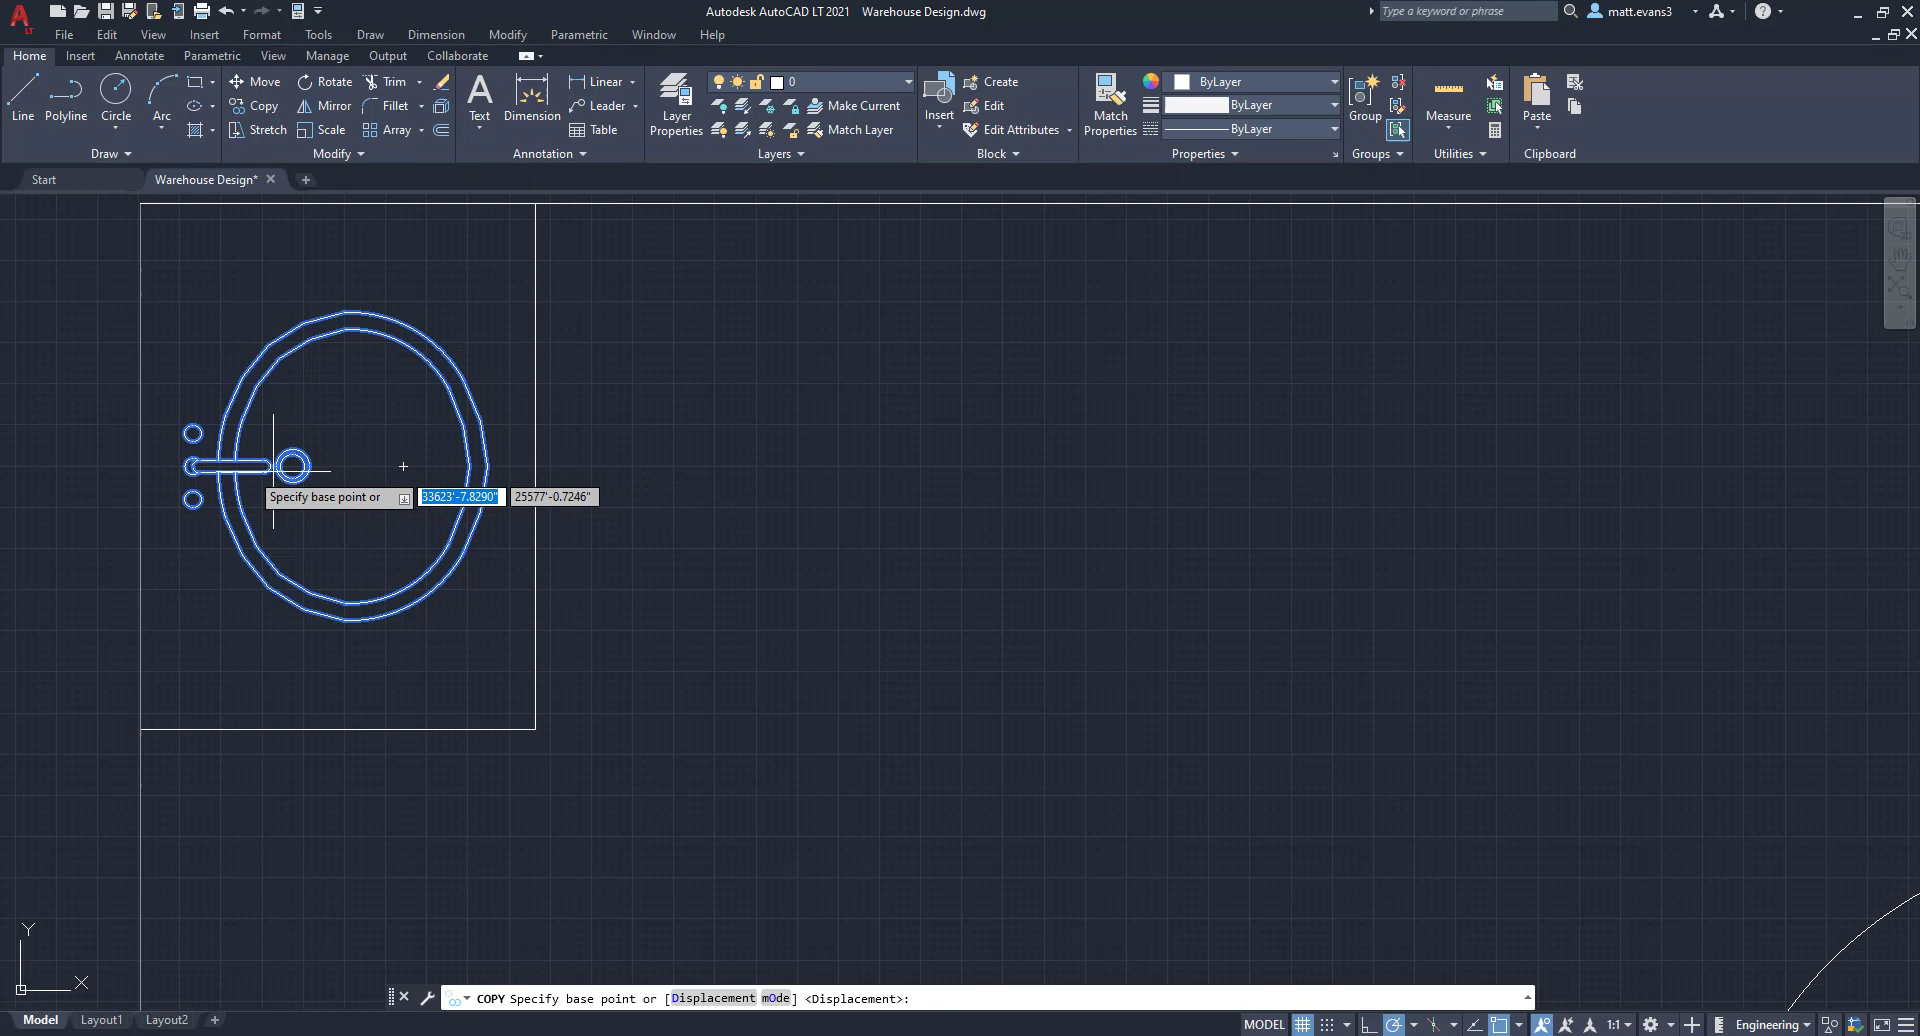 Autodesk AutoCAD LT 2021 Warehouse Design.dwg
Type a keyword or phrase
matt.evans3
LT
File Edit View Insert Format Tools Draw Dimension Modify Parametric Window Help
Home Insert Annotate Parametric View Manage Output Collaborate
Line Polyline Circle Arc
Move Rotate Trim
Copy Mirror Fillet
Stretch Scale Array
Text Dimension
Linear
Leader
Table
Layer Properties
0
Make Current
Match Layer
Insert
Create
Edit
Edit Attributes
Match Properties
ByLayer
ByLayer
ByLayer
Group
Measure
Paste
Draw Modify Annotation Layers Block Properties Groups Utilities Clipboard
Start Warehouse Design*
Specify base point or 33623'-7.8290" 25577'-0.7246"
Y
X
COPY Specify base point or [Displacement mOde] <Displacement>:
Model Layout1 Layout2 +
MODEL 1:1 Engineering